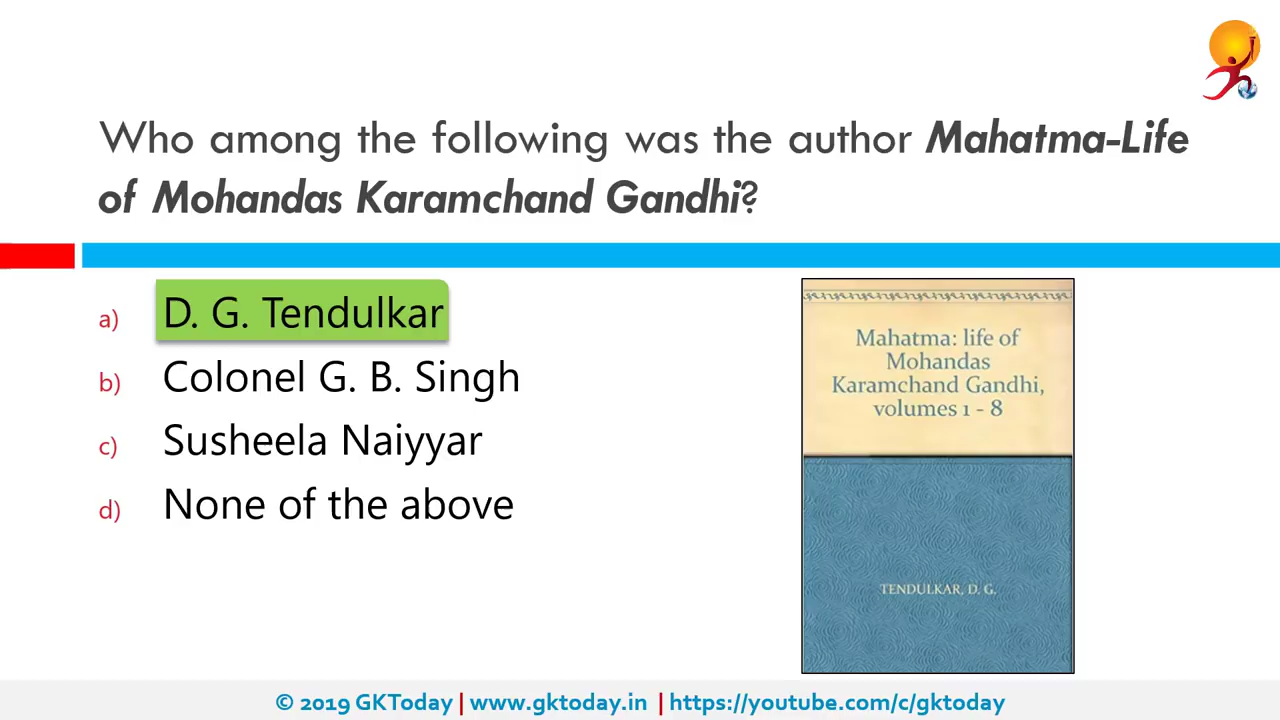 Who among the following was the author Mahatma-Life
of Mohandas Karamchand Gandhi?
a) D. G. Tendulkar
b) Colonel G. B. Singh
c) Susheela Naiyyar
d) None of the above
Mahatma: life of
Mohandas
Karamchand Gandhi,
volumes 1 - 8
TENDULKAR, D. G.
© 2019 GKToday | www.gktoday.in | https://youtube.com/c/gktoday